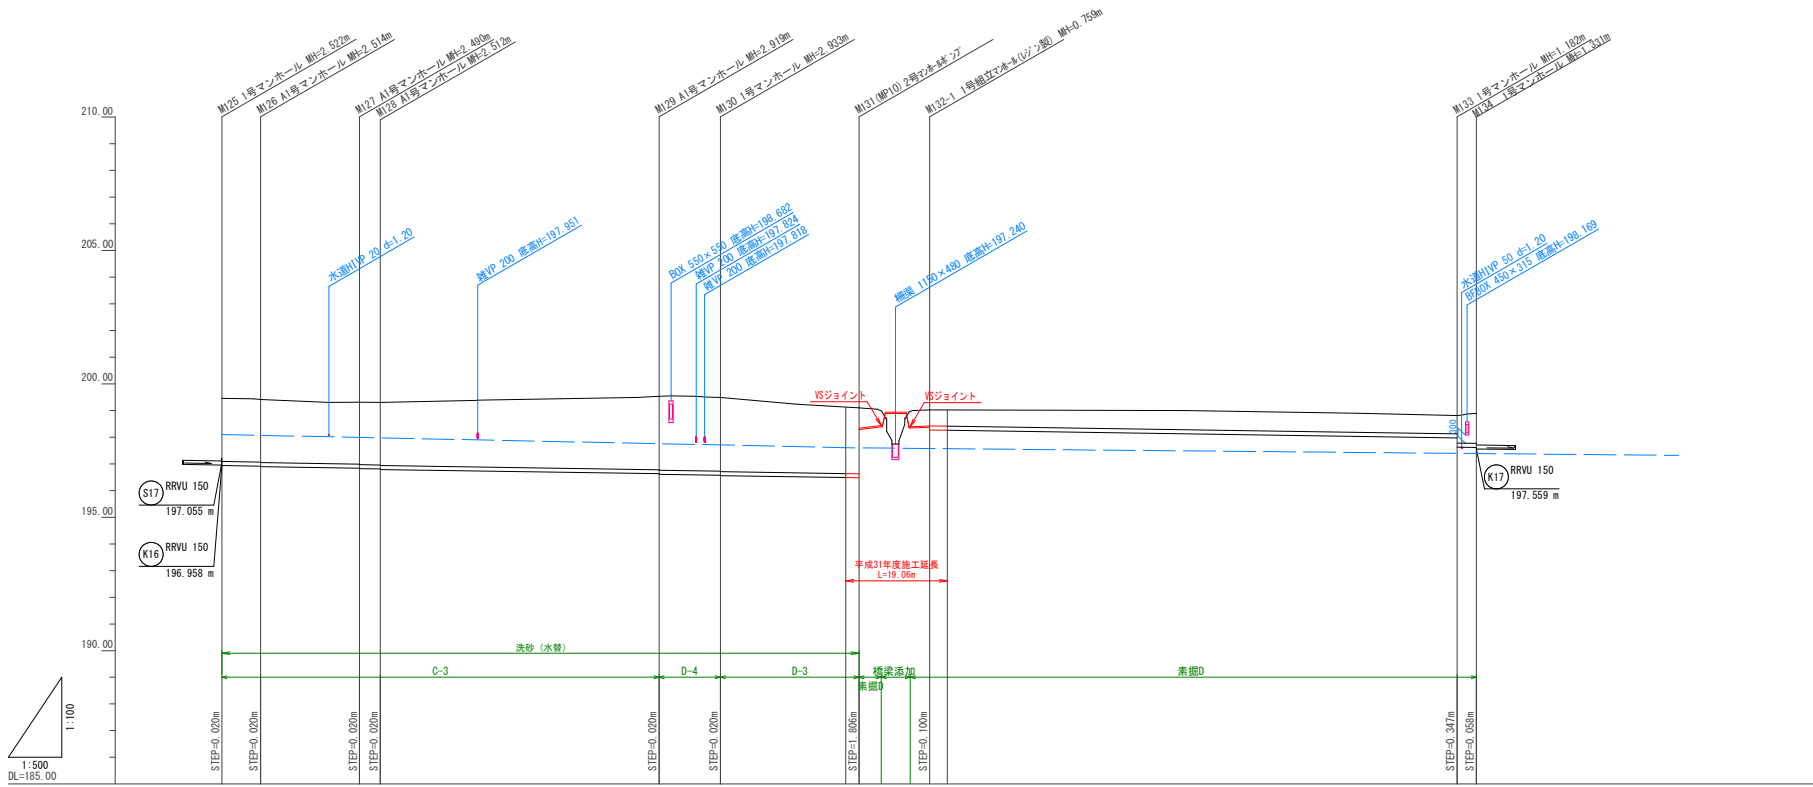 M125 1号マンホール MH=2.522m
M126 A1号マンホール MH=2.514m
M127 A1号マンホール MH=2.490m
M128 A1号マンホール MH=2.512m
M129 A1号マンホール MH=2.919m
M130 1号マンホール MH=2.933m
M131(MP10) 2号マンホールポンプ
M132-1 1号組立マンホール(レジン製) MH=0.759m
M133 1号マンホール MH=1.182m
M134 1号マンホール MH=1.331m
210.00
205.00
200.00
195.00
190.00
水道HIVP 20 d=1.20
雑VP 200 底高H=197.951
BOX 550×550 底高H=198.682
雑VP 200 底高H=197.824
雑VP 200 底高H=197.818
柵渠 1150×480 底高H=197.240
水道HIVP 50 d=1.20
BFBOX 450×315 底高H=198.169
VSジョイント
VSジョイント
300
S17
RRVU 150
197.055 m
K16
RRVU 150
196.958 m
K17
RRVU 150
197.559 m
平成31年度施工延長
L=19.06m
洗砂 (水替)
C-3
D-4
D-3
橋梁添加
素掘D
素掘D
STEP=0.020m
STEP=0.020m
STEP=0.020m
STEP=0.020m
STEP=0.020m
STEP=0.020m
STEP=1.806m
STEP=0.100m
STEP=0.347m
STEP=0.058m
1:100
1:500
DL=185.00